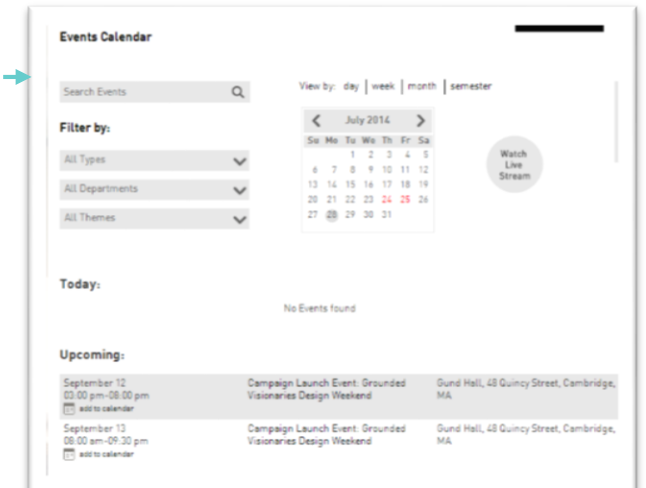 Events Calendar
Search Events
View by: day | week | month | semester
Filter by:
All Types
All Departments
All Themes
July 2014
Su Mo Tu We Th Fr Sa
1 2 3 4 5
6 7 8 9 10 11 12
13 14 15 16 17 18 19
20 21 22 23 24 25 26
27 28 29 30 31
Watch
Live
Stream
Today:
No Events found
Upcoming:
September 12
03:00 pm-08:00 pm
add to calendar
Campaign Launch Event: Grounded
Visionaries Design Weekend
Gund Hall, 48 Quincy Street, Cambridge,
MA
September 13
08:00 am-09:30 pm
add to calendar
Campaign Launch Event: Grounded
Visionaries Design Weekend
Gund Hall, 48 Quincy Street, Cambridge,
MA